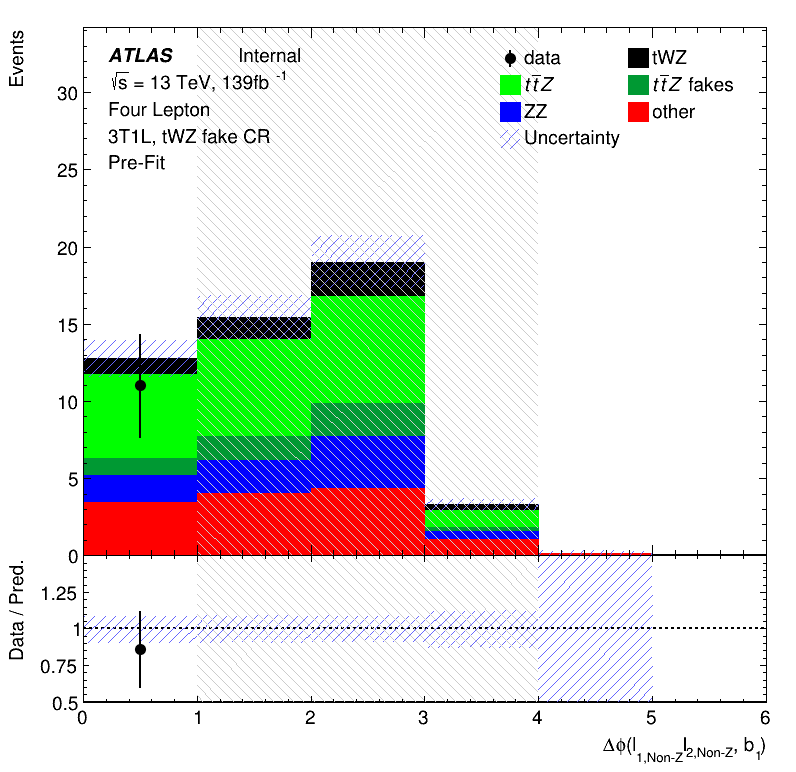 Events
ATLAS Internal
√s = 13 TeV, 139fb⁻¹
Four Lepton
3T1L, tWZ fake CR
Pre-Fit
data tWZ
tt̄Z tt̄Z fakes
ZZ other
Uncertainty
30
25
20
15
10
5
0
Data / Pred.
1.25
1
0.75
0.5
0 1 2 3 4 5 6
Δϕ(l₁,Non-Z l₂,Non-Z, b₁)